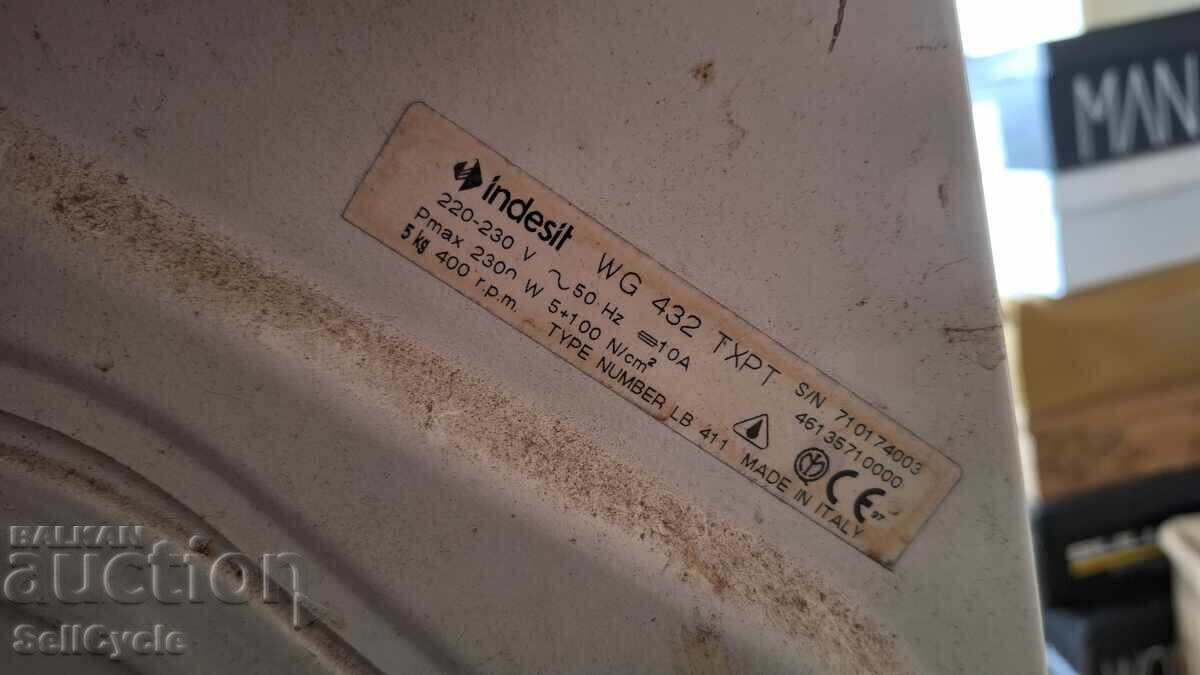 indesit WG 432 TXPT S/N 710174003
220-230 V ~50 Hz 10A 46135710000
Pmax 2300 W 5+100 N/cm²
5 kg 400 r.p.m. TYPE NUMBER LB 411 MADE IN ITALY
CE 97
MAN
BALKAN
auction
SellCycle